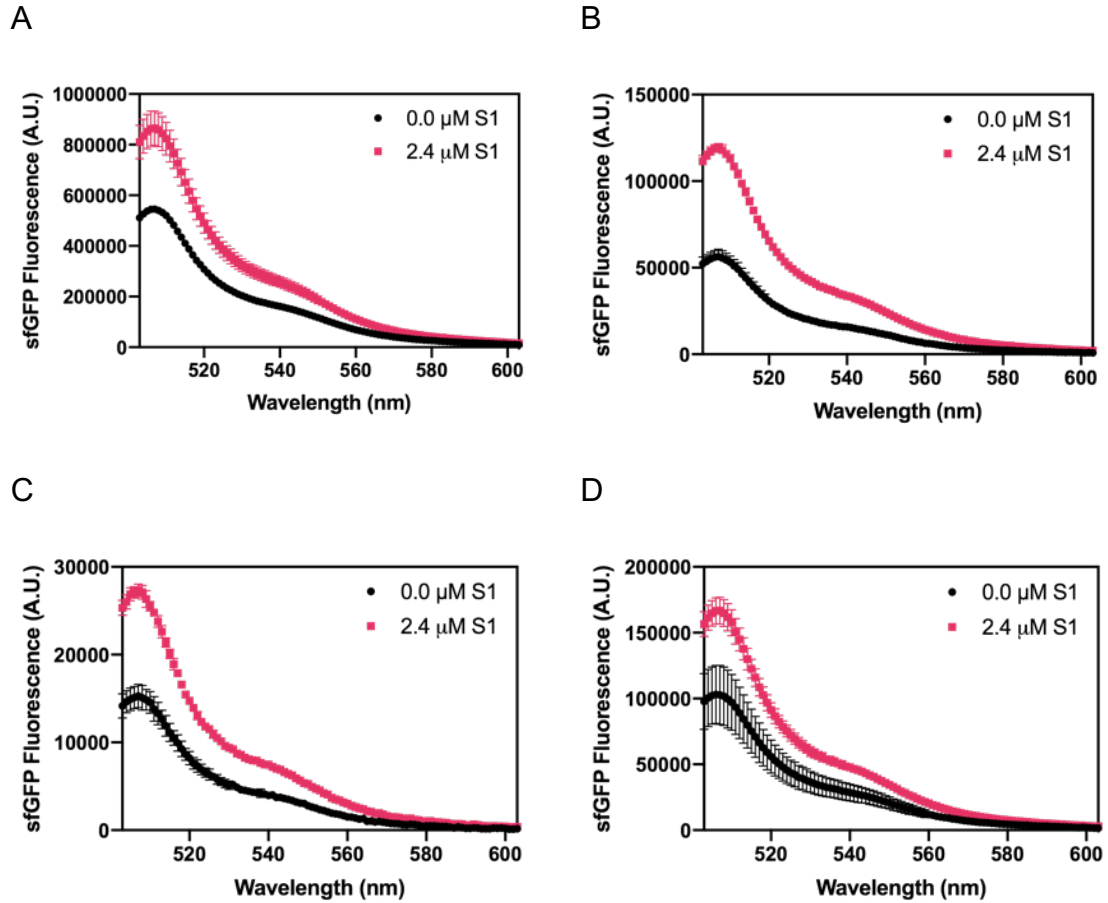 A
sfGFP Fluorescence (A.U.)
1000000
800000
600000
400000
200000
0
520
540
560
580
600
Wavelength (nm)
0.0 µM S1
2.4 μM S1
B
sfGFP Fluorescence (A.U.)
150000
100000
50000
0
520
540
560
580
600
Wavelength (nm)
0.0 µM S1
2.4 μM S1
C
sfGFP Fluorescence (A.U.)
30000
20000
10000
0
520
540
560
580
600
Wavelength (nm)
0.0 µM S1
2.4 μM S1
D
sfGFP Fluorescence (A.U.)
200000
150000
100000
50000
0
520
540
560
580
600
Wavelength (nm)
0.0 µM S1
2.4 μM S1